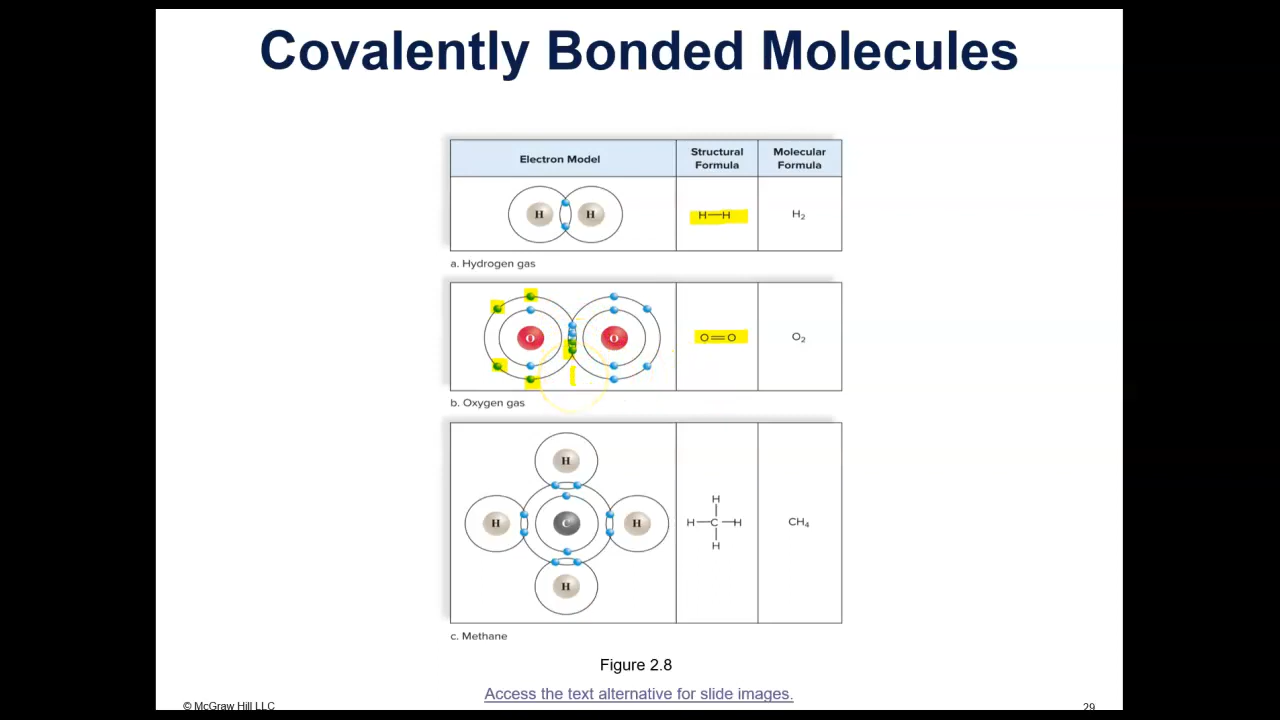 Covalently Bonded Molecules
Electron Model
Structural
Formula
Molecular
Formula
H H
H—H
H₂
a. Hydrogen gas
O O
O=O
O₂
b. Oxygen gas
H
H C H
H
H
H—C—H
H
CH₄
c. Methane
Figure 2.8
Access the text alternative for slide images.
© McGraw Hill LLC
29